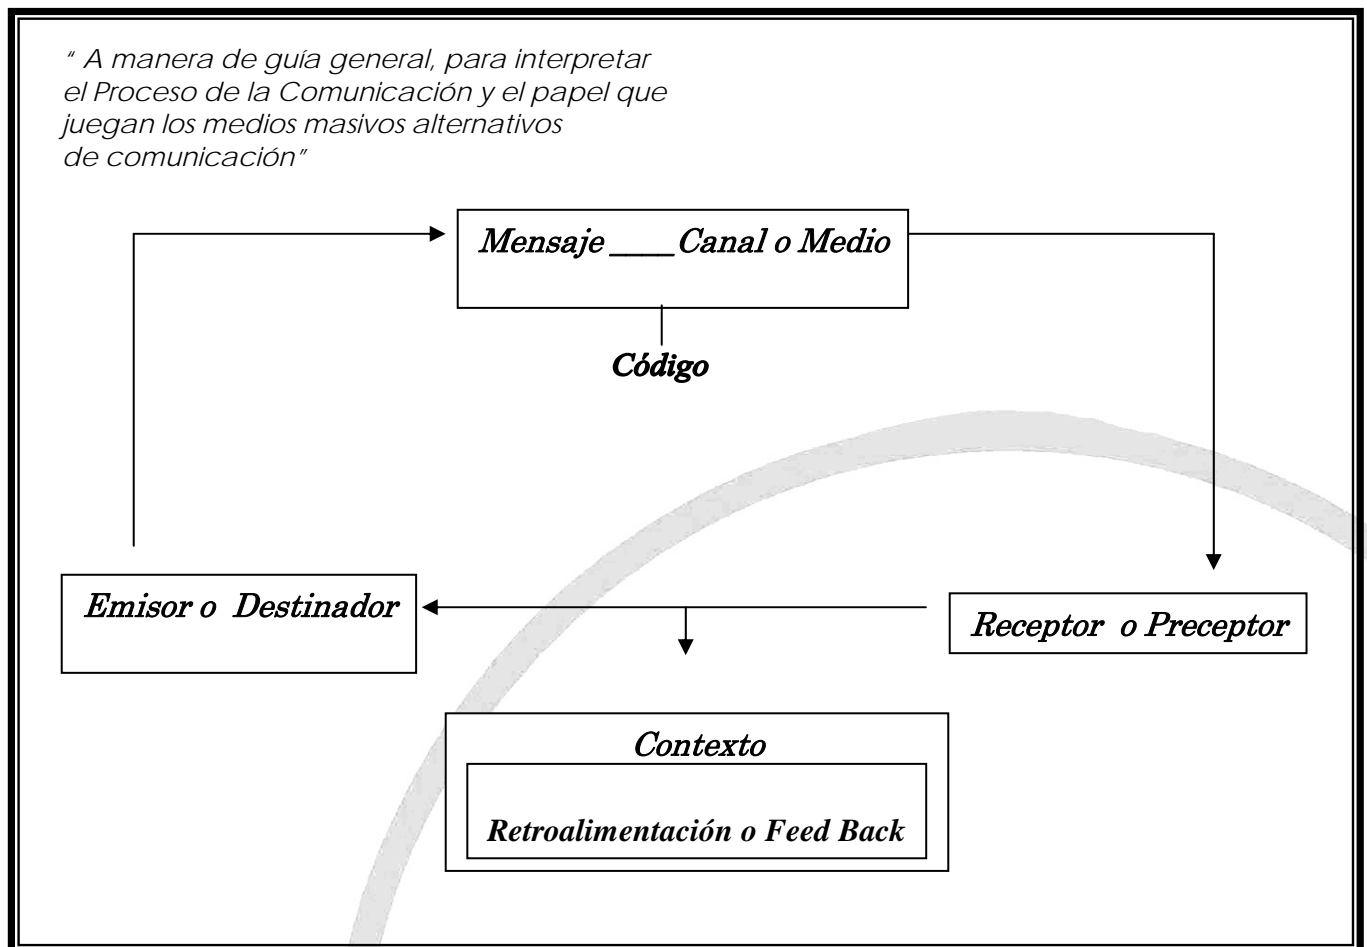 “ A manera de guía general, para interpretar
el Proceso de la Comunicación y el papel que
juegan los medios masivos alternativos
de comunicación”
Mensaje ____Canal o Medio
Código
Emisor o Destinador
Receptor o Preceptor
Contexto
Retroalimentación o Feed Back